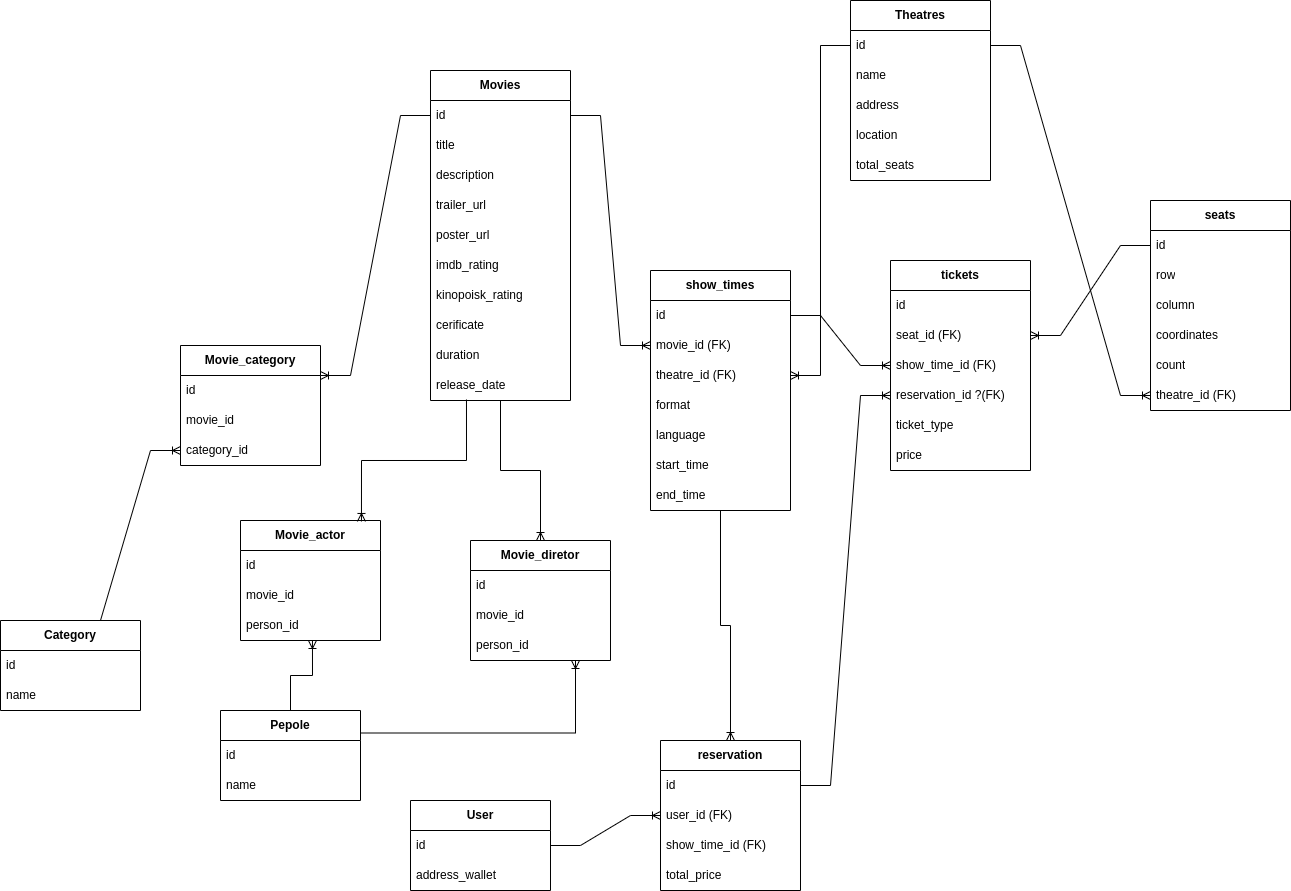 Theatres
id
name
address
location
total_seats
Movies
id
title
description
trailer_url
poster_url
imdb_rating
kinopoisk_rating
cerificate
duration
release_date
seats
id
row
column
coordinates
count
theatre_id (FK)
tickets
id
seat_id (FK)
show_time_id (FK)
reservation_id ?(FK)
ticket_type
price
show_times
id
movie_id (FK)
theatre_id (FK)
format
language
start_time
end_time
Movie_category
id
movie_id
category_id
Movie_actor
id
movie_id
person_id
Movie_diretor
id
movie_id
person_id
Category
id
name
Pepole
id
name
reservation
id
user_id (FK)
show_time_id (FK)
total_price
User
id
address_wallet